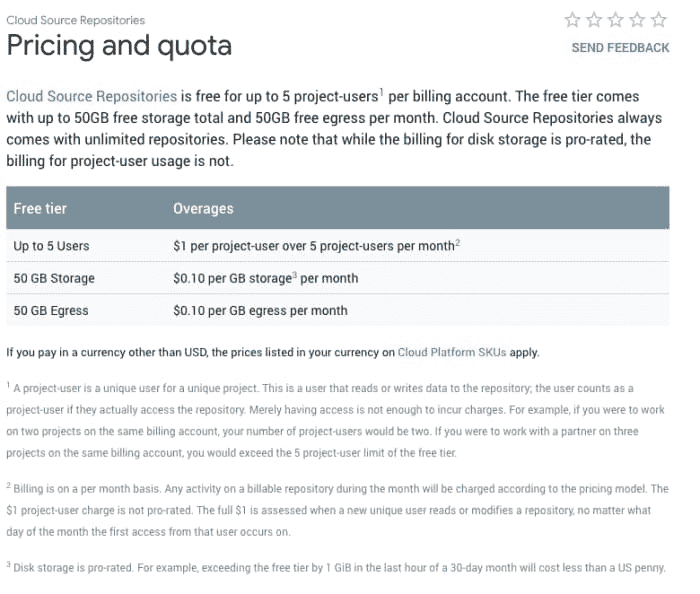 Cloud Source Repositories
Pricing and quota
SEND FEEDBACK
Cloud Source Repositories is free for up to 5 project-users1 per billing account. The free tier comes
with up to 50GB free storage total and 50GB free egress per month. Cloud Source Repositories always
comes with unlimited repositories. Please note that while the billing for disk storage is pro-rated, the
billing for project-user usage is not.
Free tier Overages
Up to 5 Users $1 per project-user over 5 project-users per month2
50 GB Storage $0.10 per GB storage3 per month
50 GB Egress $0.10 per GB egress per month
If you pay in a currency other than USD, the prices listed in your currency on Cloud Platform SKUs apply.
1 A project-user is a unique user for a unique project. This is a user that reads or writes data to the repository; the user counts as a
project-user if they actually access the repository. Merely having access is not enough to incur charges. For example, if you were to work
on two projects on the same billing account, your number of project-users would be two. If you were to work with a partner on three
projects on the same billing account, you would exceed the 5 project-user limit of the free tier.
2 Billing is on a per month basis. Any activity on a billable repository during the month will be charged according to the pricing model. The
$1 project-user charge is not pro-rated. The full $1 is assessed when a new unique user reads or modifies a repository, no matter what
day of the month the first access from that user occurs on.
3 Disk storage is pro-rated. For example, exceeding the free tier by 1 GiB in the last hour of a 30-day month will cost less than a US penny.